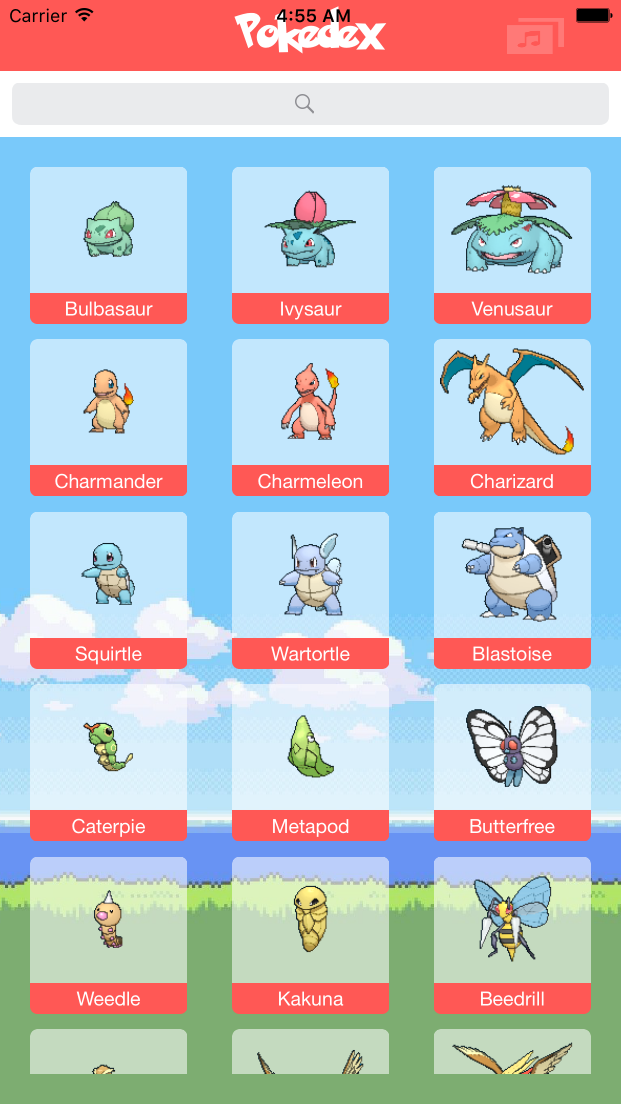 Carrier 4:55 AM
Pokedex
Bulbasaur Ivysaur Venusaur
Charmander Charmeleon Charizard
Squirtle Wartortle Blastoise
Caterpie Metapod Butterfree
Weedle Kakuna Beedrill